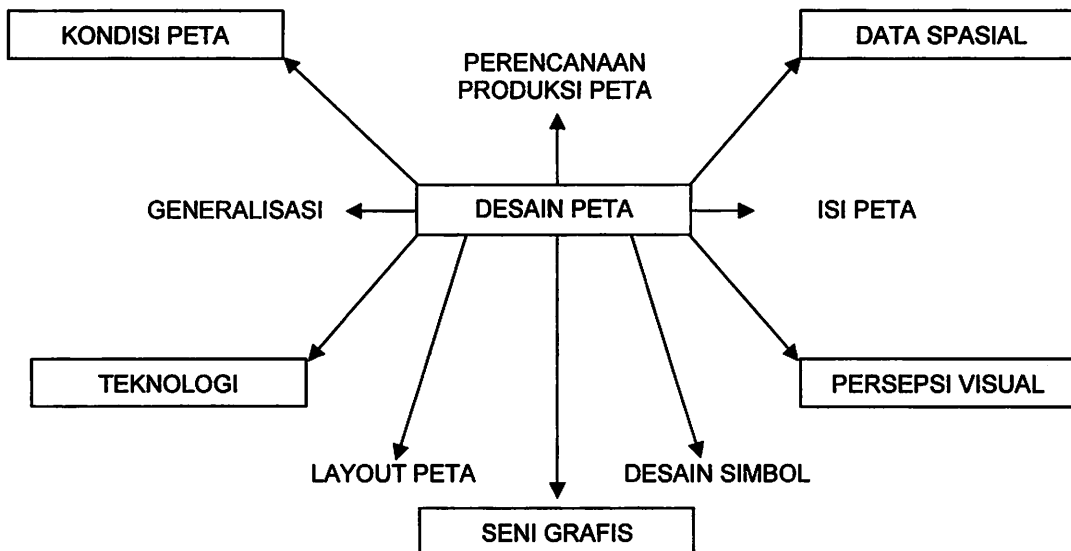 KONDISI PETA
DATA SPASIAL
PERENCANAAN
PRODUKSI PETA
GENERALISASI
DESAIN PETA
ISI PETA
TEKNOLOGI
PERSEPSI VISUAL
LAYOUT PETA
DESAIN SIMBOL
SENI GRAFIS